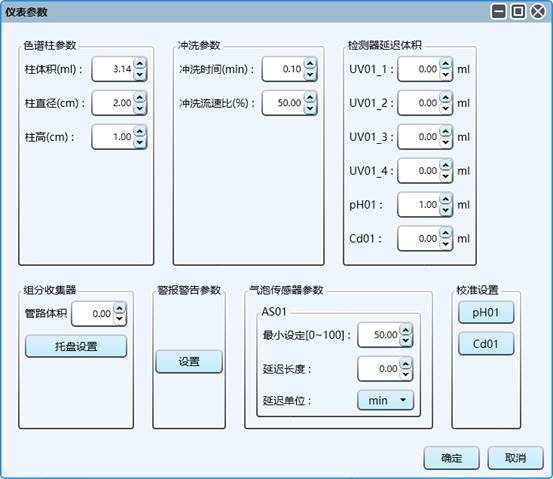 仪表参数
色谱柱参数
柱体积(ml)： 3.14
柱直径(cm)： 2.00
柱高(cm)： 1.00
冲洗参数
冲洗时间(min)： 0.10
冲洗流速比(%)： 50.00
检测器延迟体积
UV01_1： 0.00 ml
UV01_2： 0.00 ml
UV01_3： 0.00 ml
UV01_4： 0.00 ml
pH01： 1.00 ml
Cd01： 0.00 ml
组分收集器
管路体积 0.00
托盘设置
警报警告参数
设置
气泡传感器参数
AS01
最小设定[0~100]： 50.00
延迟长度： 0.00
延迟单位： min
校准设置
pH01
Cd01
确定 取消